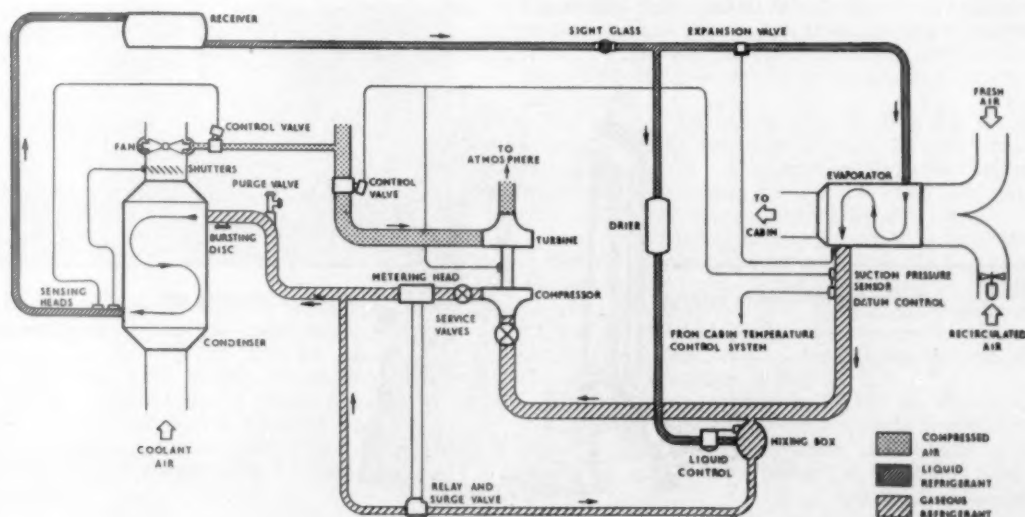 RECEIVER
SIGHT GLASS
EXPANSION VALVE
FRESH
AIR
CONTROL VALVE
FAN
SHUTTERS
TO
ATMOSPHERE
PURGE VALVE
CONTROL
VALVE
EVAPORATOR
TO
CABIN
BURSTING
DISC
TURBINE
DRIER
METERING HEAD
SUCTION PRESSURE
SENSOR
SENSING
HEADS
COMPRESSOR
DATUM CONTROL
SERVICE
VALVES
FROM CABIN TEMPERATURE
CONTROL SYSTEM
RECIRCULATED
AIR
CONDENSER
COOLANT
AIR
LIQUID
CONTROL
MIXING BOX
COMPRESSED
AIR
LIQUID
REFRIGERANT
RELAY AND
SURGE VALVE
GASEOUS
REFRIGERANT